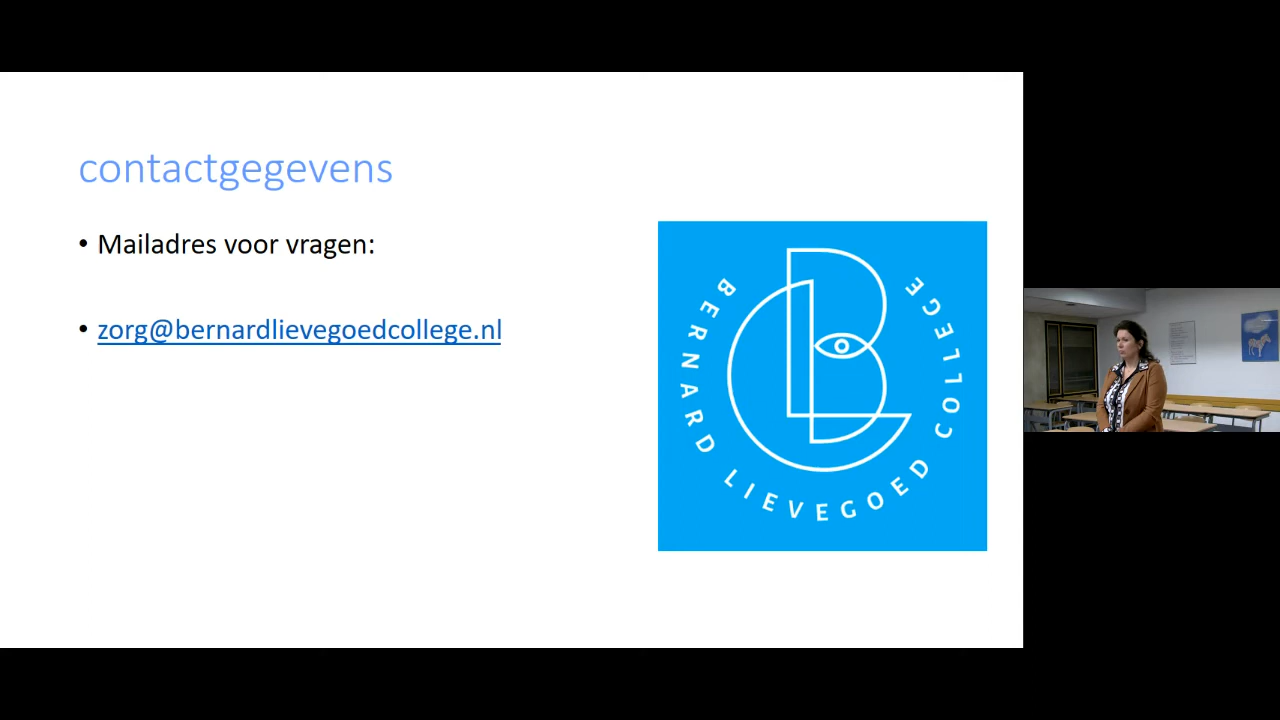 contactgegevens
• Mailadres voor vragen:
• zorg@bernardlievegoedcollege.nl
BERNARD LIEVEGOED COLLEGE